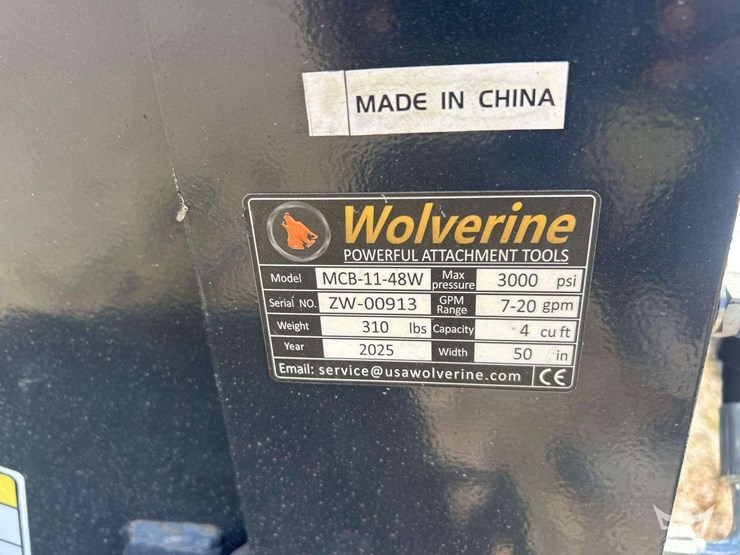 MADE IN CHINA
Wolverine
POWERFUL ATTACHMENT TOOLS
Model MCB-11-48W Max pressure 3000 psi
Serial NO. ZW-00913 GPM Range 7-20 gpm
Weight 310 lbs Capacity 4 cu ft
Year 2025 Width 50 in
Email: service@usawolverine.com CE